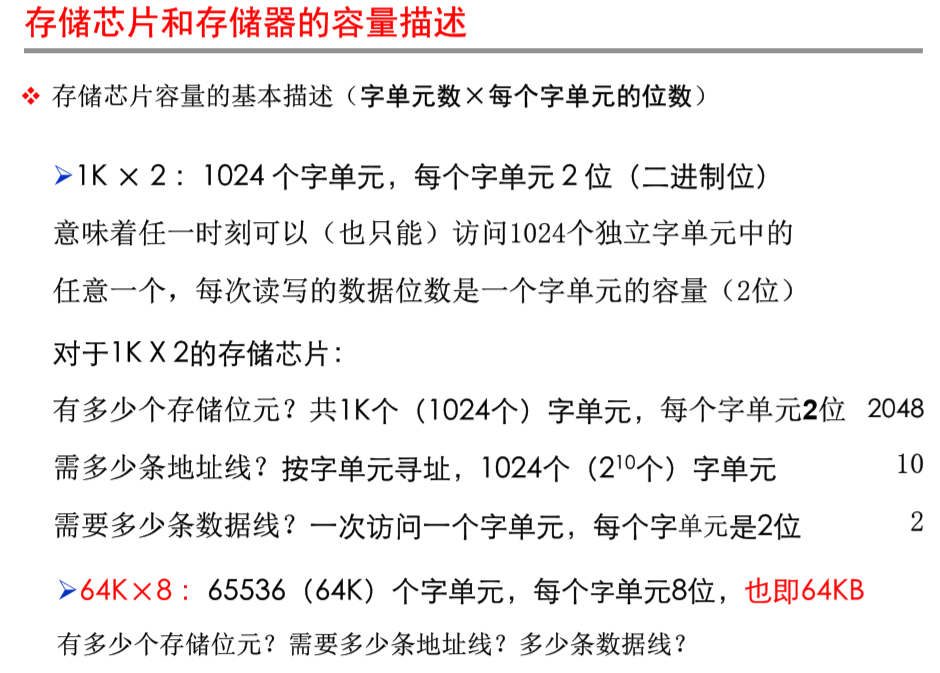 存储芯片和存储器的容量描述
❖ 存储芯片容量的基本描述（字单元数×每个字单元的位数）
➢1K × 2：1024 个字单元，每个字单元 2 位（二进制位）
意味着任一时刻可以（也只能）访问1024个独立字单元中的
任意一个，每次读写的数据位数是一个字单元的容量（2位）
对于1K X 2的存储芯片：
有多少个存储位元？共1K个（1024个）字单元，每个字单元2位 2048
需多少条地址线？按字单元寻址，1024个（2¹⁰个）字单元 10
需要多少条数据线？一次访问一个字单元，每个字单元是2位 2
➢64K×8：65536（64K）个字单元，每个字单元8位，也即64KB
有多少个存储位元？需要多少条地址线？多少条数据线？